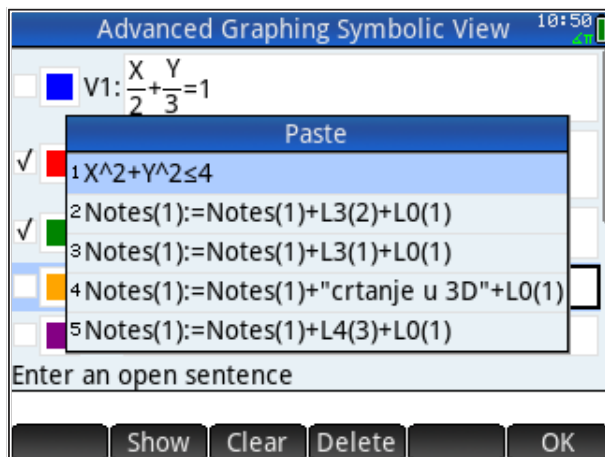 Advanced Graphing Symbolic View 10:50
∡π
V1: X/2+Y/3=1
Paste
1 X^2+Y^2≤4
2 Notes(1):=Notes(1)+L3(2)+L0(1)
3 Notes(1):=Notes(1)+L3(1)+L0(1)
4 Notes(1):=Notes(1)+"crtanje u 3D"+L0(1)
5 Notes(1):=Notes(1)+L4(3)+L0(1)
Enter an open sentence
Show Clear Delete OK